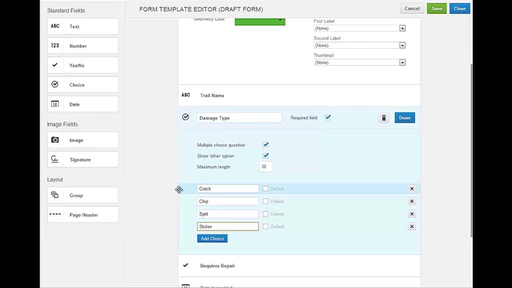 Standard Fields
FORM TEMPLATE EDITOR (DRAFT FORM)
Cancel
Save
Close
Geometry Color
First Label
(None)
Second Label
(None)
Thumbnail
(None)
ABC Text
123 Number
Yes/No
Choice
Date
Image Fields
Image
Signature
Layout
Group
Page Header
ABC Trail Name
Damage Type
Required field
Done
Multiple choice question
Show 'other' option
Maximum length
30
Crack
Default
Chip
Default
Split
Default
Default
Add Choice
Requires Repair